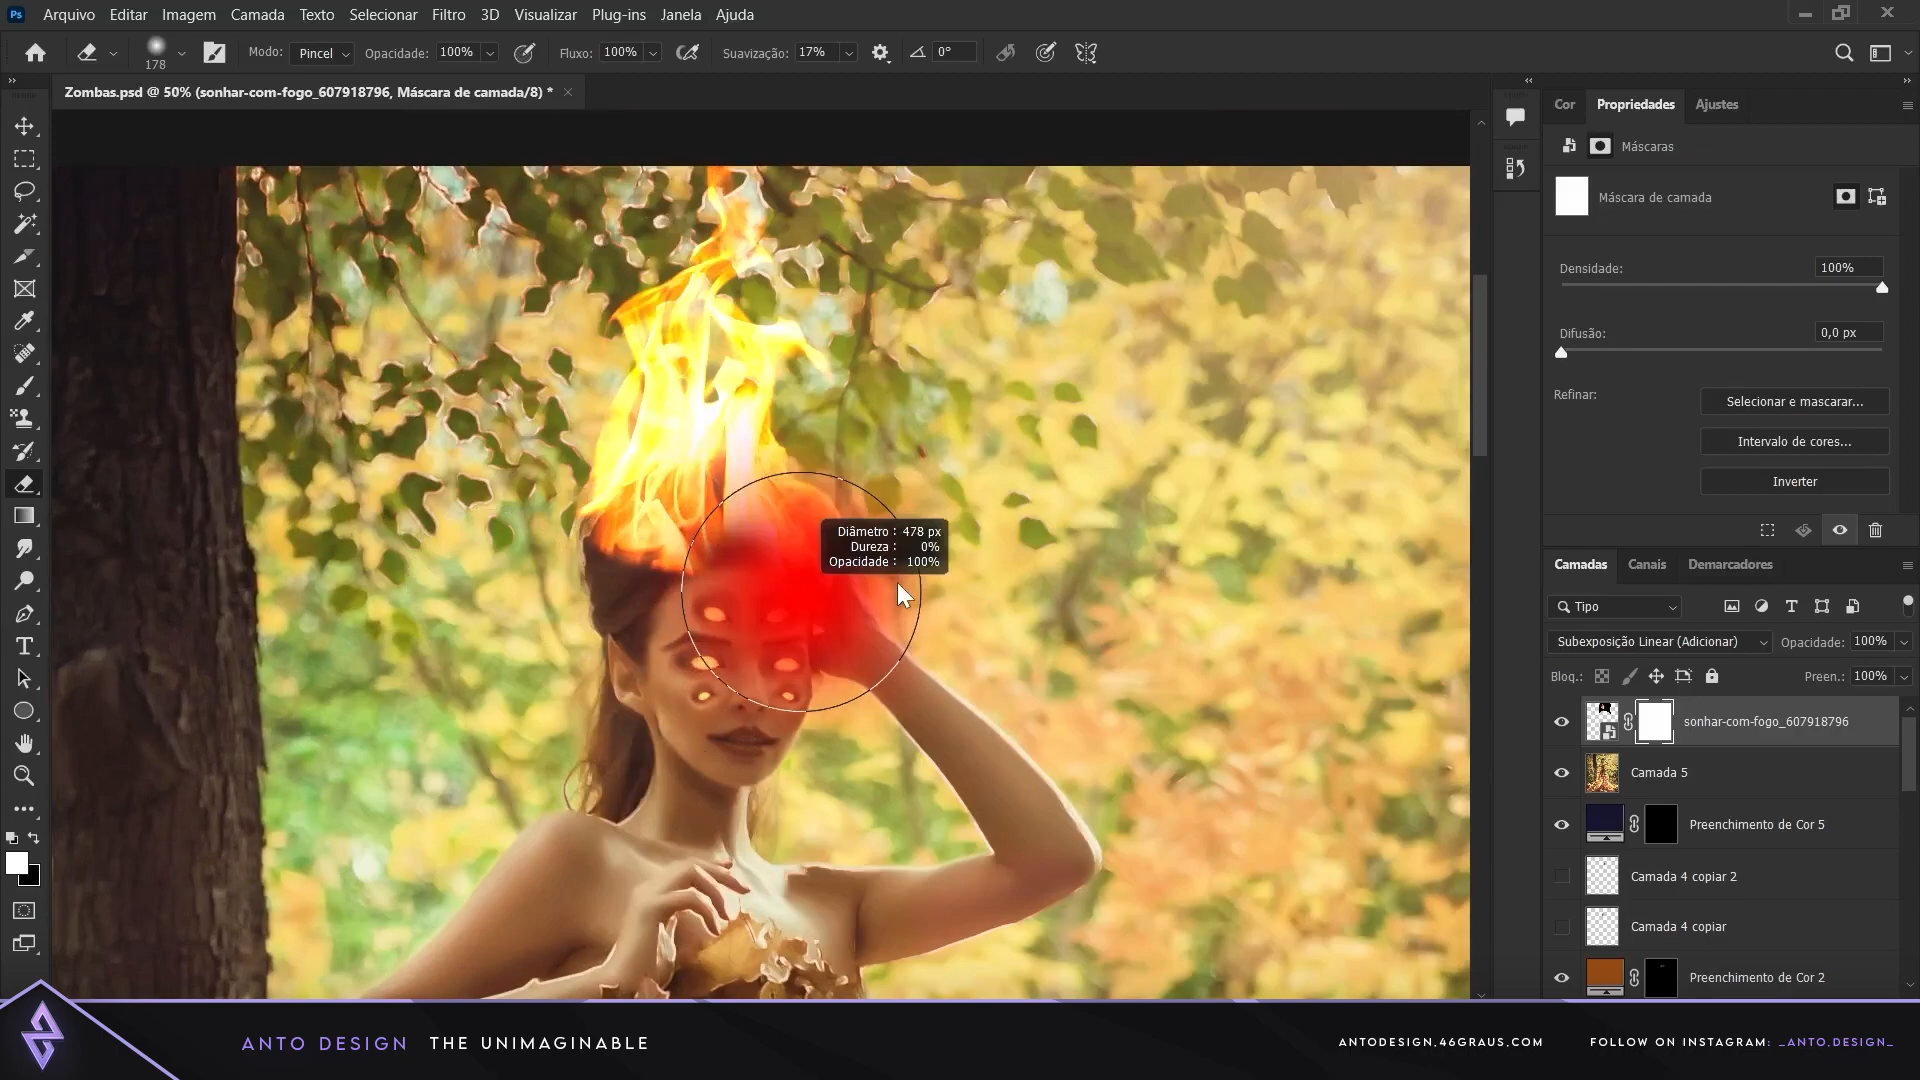 Ps Arquivo Editar Imagem Camada Texto Selecionar Filtro 3D Visualizar Plug-ins Janela Ajuda
178 Modo: Pincel Opacidade: 100% Fluxo: 100% Suavização: 17% 0°
Zombas.psd @ 50% (sonhar-com-fogo_607918796, Máscara de camada/8) *
Cor Propriedades Ajustes
Máscaras
Máscara de camada
Densidade: 100%
Difusão: 0,0 px
Refinar: Selecionar e mascarar...
Intervalo de cores...
Inverter
Diâmetro : 478 px
Dureza : 0%
Opacidade : 100%
Camadas Canais Demarcadores
Tipo
Subexposição Linear (Adicionar) Opacidade: 100%
Bloq.: Preen.: 100%
sonhar-com-fogo_607918796
Camada 5
Preenchimento de Cor 5
Camada 4 copiar 2
Camada 4 copiar
Preenchimento de Cor 2
ANTO DESIGN THE UNIMAGINABLE
ANTODESIGN.46GRAUS.COM FOLLOW ON INSTAGRAM: _ANTO.DESIGN_